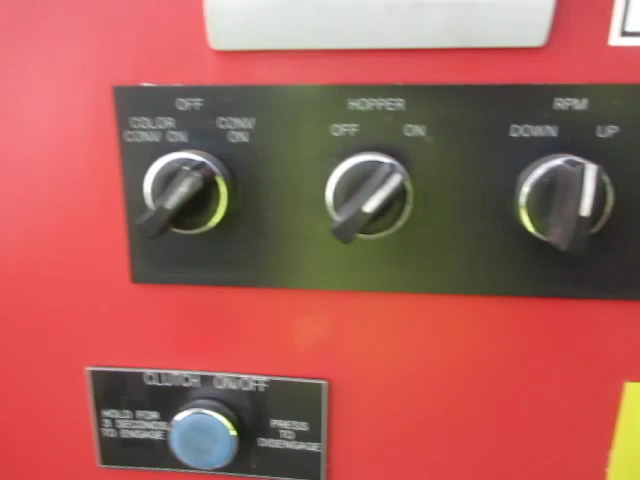 OFF
COLOR CONV ON
CONV ON
HOPPER
OFF ON
RPM
DOWN UP
CLUTCH ON/OFF
HOLD FOR
3 SECONDS
TO ENGAGE
PRESS
TO
DISENGAGE